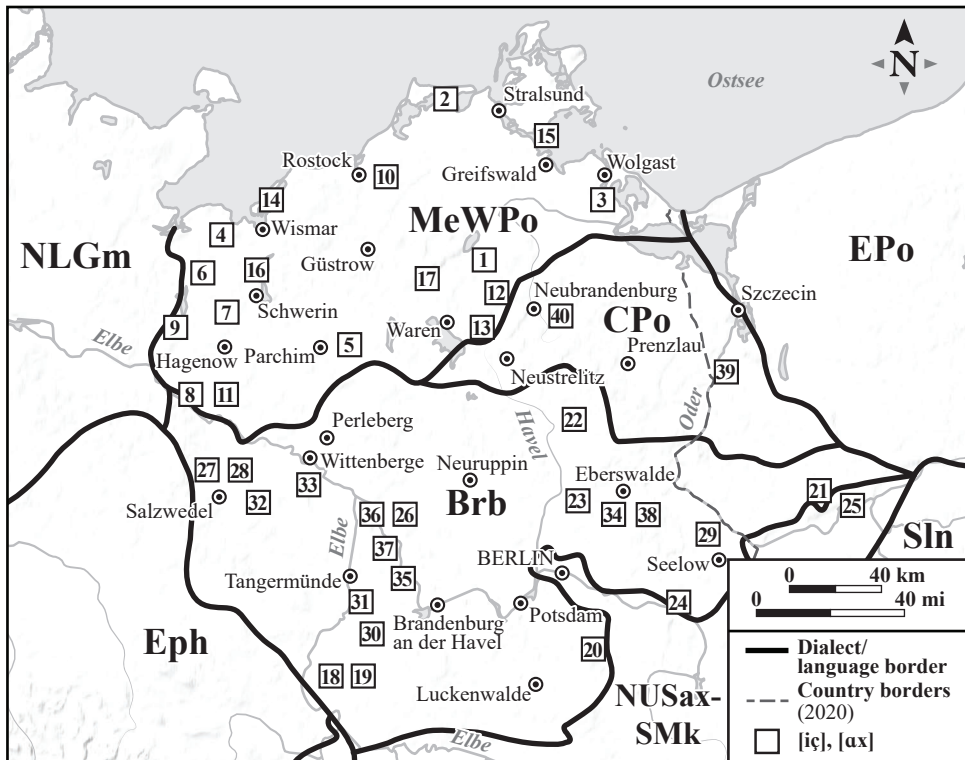 N
Ostsee
2
Stralsund
15
Rostock
10
Greifswald
Wolgast
3
14
MeWPo
4
Wismar
NLGm
EPo
6
16
Güstrow
17
1
12
Neubrandenburg
Szczecin
7
Schwerin
40
CPo
9
Waren
13
Elbe
Hagenow
Parchim
5
Prenzlau
Neustrelitz
39
8
11
Oder
Perleberg
Havel
22
Wittenberge
27
28
33
Neuruppin
Eberswalde
21
Salzwedel
32
Brb
23
25
36
26
34
38
Elbe
29
Sln
37
BERLIN
Seelow
Tangermünde
35
0 40 km
0 40 mi
31
24
Brandenburg
an der Havel
Potsdam
Eph
30
20
Dialect/
language border
18
19
Luckenwalde
NUSax-
SMk
Country borders
(2020)
Elbe
[iç], [ɑx]